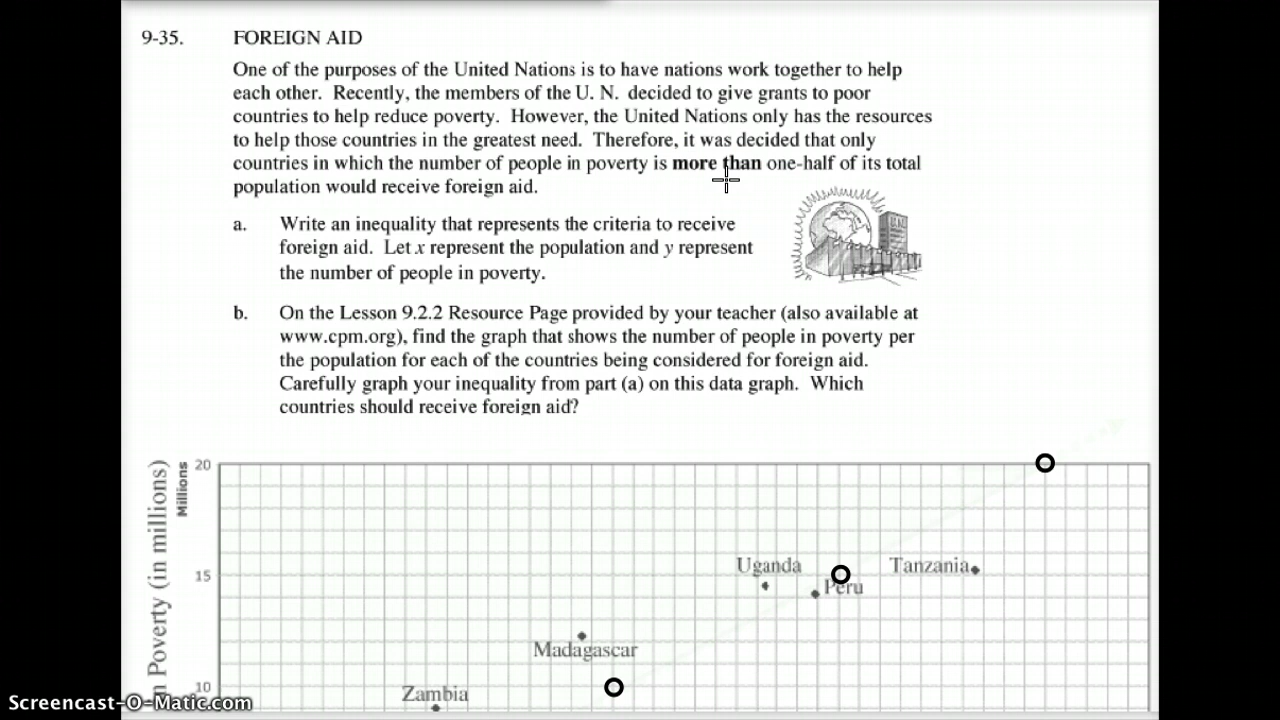 9-35. FOREIGN AID
One of the purposes of the United Nations is to have nations work together to help
each other. Recently, the members of the U. N. decided to give grants to poor
countries to help reduce poverty. However, the United Nations only has the resources
to help those countries in the greatest need. Therefore, it was decided that only
countries in which the number of people in poverty is more than one-half of its total
population would receive foreign aid.
a. Write an inequality that represents the criteria to receive
foreign aid. Let x represent the population and y represent
the number of people in poverty.
b. On the Lesson 9.2.2 Resource Page provided by your teacher (also available at
www.cpm.org), find the graph that shows the number of people in poverty per
the population for each of the countries being considered for foreign aid.
Carefully graph your inequality from part (a) on this data graph. Which
countries should receive foreign aid?
n Poverty (in millions)
Millions
20
15
10
Uganda
Tanzania
Peru
Madagascar
Zambia
Screencast-O-Matic.com